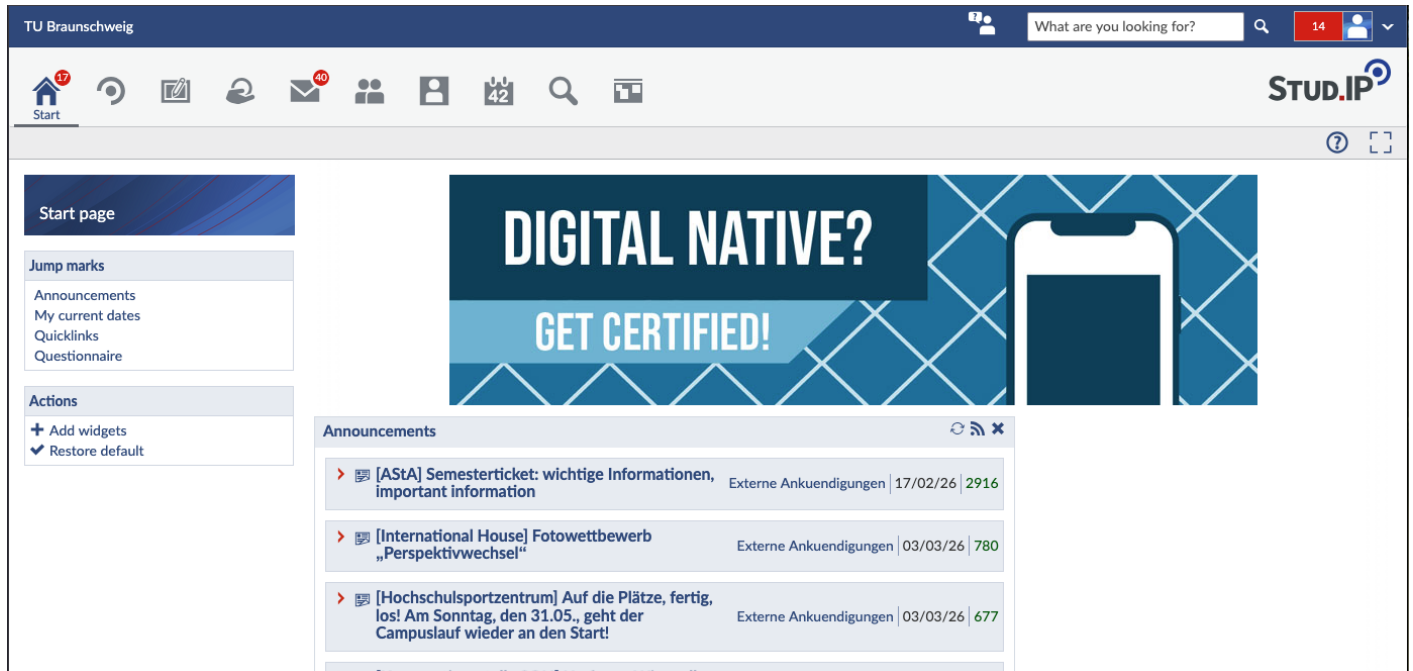 TU Braunschweig
What are you looking for?
14
17
40
42
Start
STUD.IP
Start page
Jump marks
Announcements
My current dates
Quicklinks
Questionnaire
Actions
Add widgets
Restore default
DIGITAL NATIVE?
GET CERTIFIED!
Announcements
[AStA] Semesterticket: wichtige Informationen,
important information
Externe Ankuendigungen 17/02/26 2916
[International House] Fotowettbewerb
„Perspektivwechsel“
Externe Ankuendigungen 03/03/26 780
[Hochschulsportzentrum] Auf die Plätze, fertig,
los! Am Sonntag, den 31.05., geht der
Campuslauf wieder an den Start!
Externe Ankuendigungen 03/03/26 677